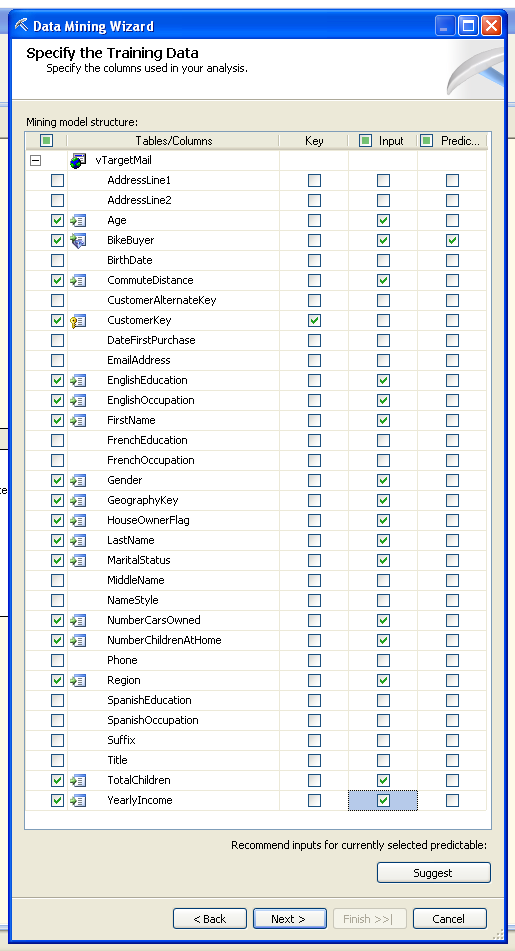 Data Mining Wizard
Specify the Training Data
Specify the columns used in your analysis.
Mining model structure:
Tables/Columns Key Input Predic...
vTargetMail
AddressLine1
AddressLine2
Age
BikeBuyer
BirthDate
CommuteDistance
CustomerAlternateKey
CustomerKey
DateFirstPurchase
EmailAddress
EnglishEducation
EnglishOccupation
FirstName
FrenchEducation
FrenchOccupation
Gender
GeographyKey
HouseOwnerFlag
LastName
MaritalStatus
MiddleName
NameStyle
NumberCarsOwned
NumberChildrenAtHome
Phone
Region
SpanishEducation
SpanishOccupation
Suffix
Title
TotalChildren
YearlyIncome
Recommend inputs for currently selected predictable:
Suggest
< Back Next > Finish >>| Cancel